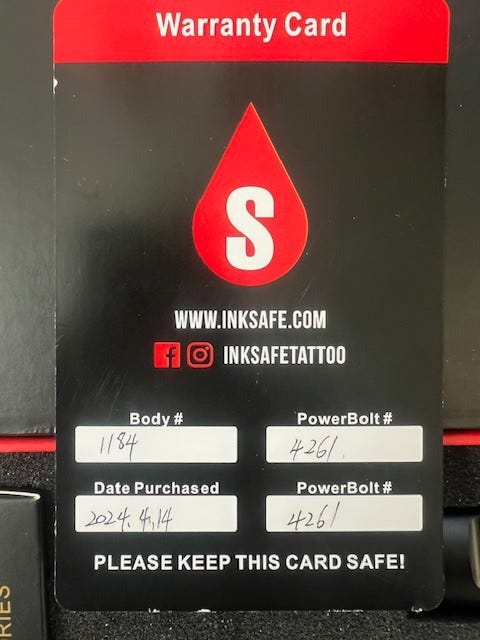 Warranty Card
S
WWW.INKSAFE.COM
INKSAFETATTOO
Body # PowerBolt #
1184 4261.
Date Purchased PowerBolt #
2024.4.14 4261
PLEASE KEEP THIS CARD SAFE!
RIES